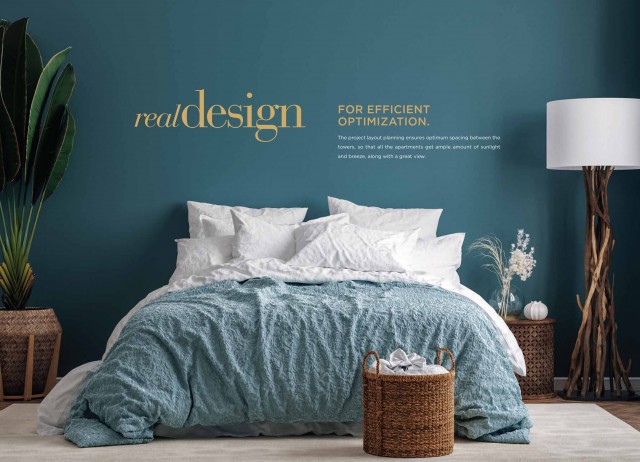 realdesign
FOR EFFICIENT
OPTIMIZATION.
The project layout planning ensures optimum spacing between the
towers, so that all the apartments get ample amount of sunlight
and breeze, along with a great view.